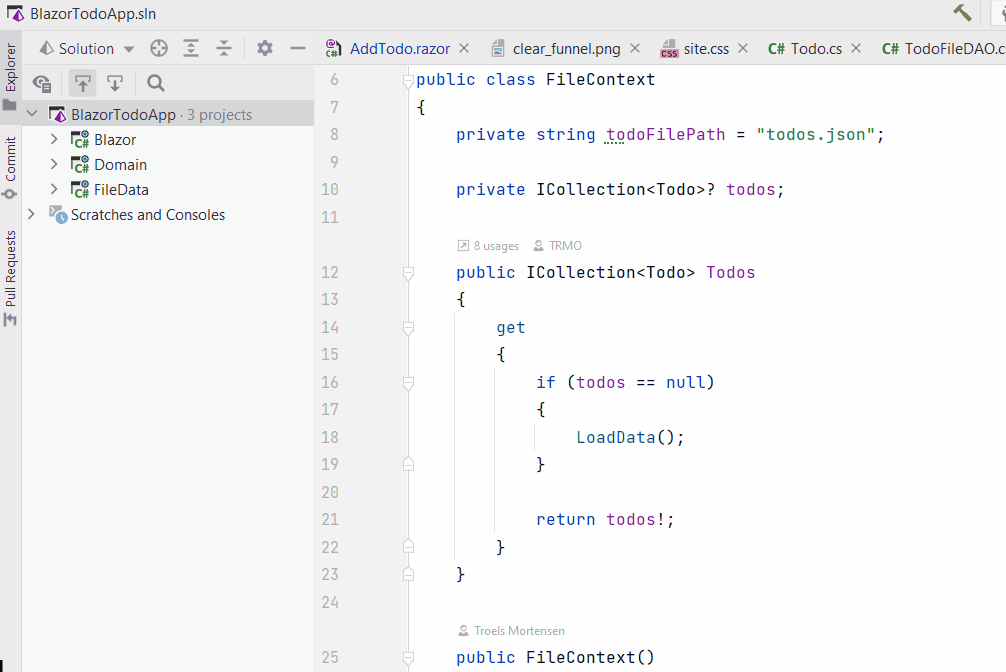 BlazorTodoApp.sln
Explorer
Commit
Pull Requests
Solution
BlazorTodoApp · 3 projects
Blazor
Domain
FileData
Scratches and Consoles
AddTodo.razor
clear_funnel.png
site.css
C# Todo.cs
C# TodoFileDAO.c
6 public class FileContext
7 {
8 private string todoFilePath = "todos.json";
9
10 private ICollection<Todo>? todos;
11
8 usages TRMO
12 public ICollection<Todo> Todos
13 {
14 get
15 {
16 if (todos == null)
17 {
18 LoadData();
19 }
20
21 return todos!;
22 }
23 }
24
Troels Mortensen
25 public FileContext()